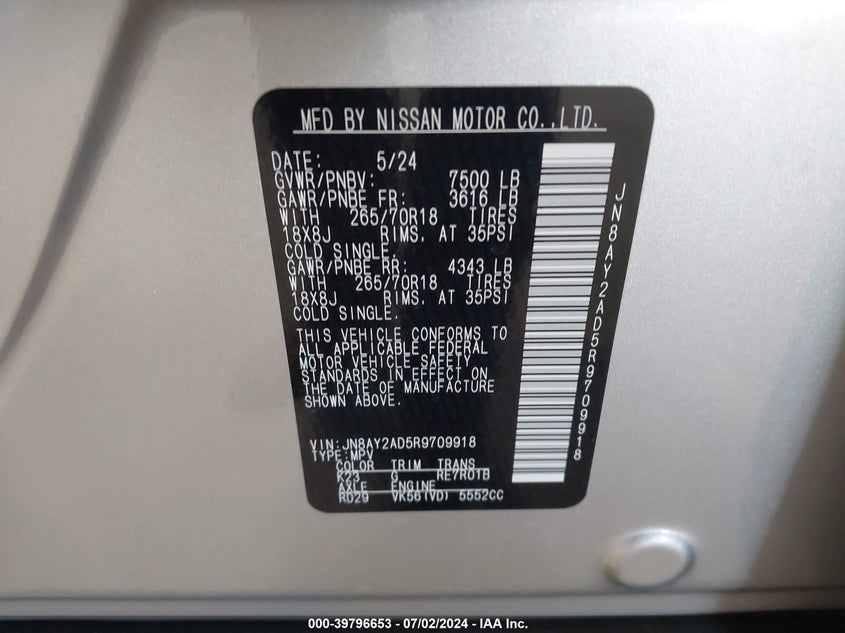 MFD BY NISSAN MOTOR CO.,LTD.
DATE: 5/24
GVWR/PNBV: 7500 LB
GAWR/PNBE FR: 3616 LB
WITH 265/70R18 TIRES
18X8J RIMS, AT 35PSI
COLD SINGLE.
GAWR/PNBE RR: 4343 LB
WITH 265/70R18 TIRES
18X8J RIMS, AT 35PSI
COLD SINGLE.
THIS VEHICLE CONFORMS TO
ALL APPLICABLE FEDERAL
MOTOR VEHICLE SAFETY
STANDARDS IN EFFECT ON
THE DATE OF MANUFACTURE
SHOWN ABOVE.
VIN:JN8AY2AD5R9709918
TYPE:MPV
COLOR TRIM TRANS
K23 G RE7R01B
AXLE ENGINE
RD29 VK56(VD) 5552CC
JN8AY2AD5R9709918
000-39796653 - 07/02/2024 - IAA Inc.